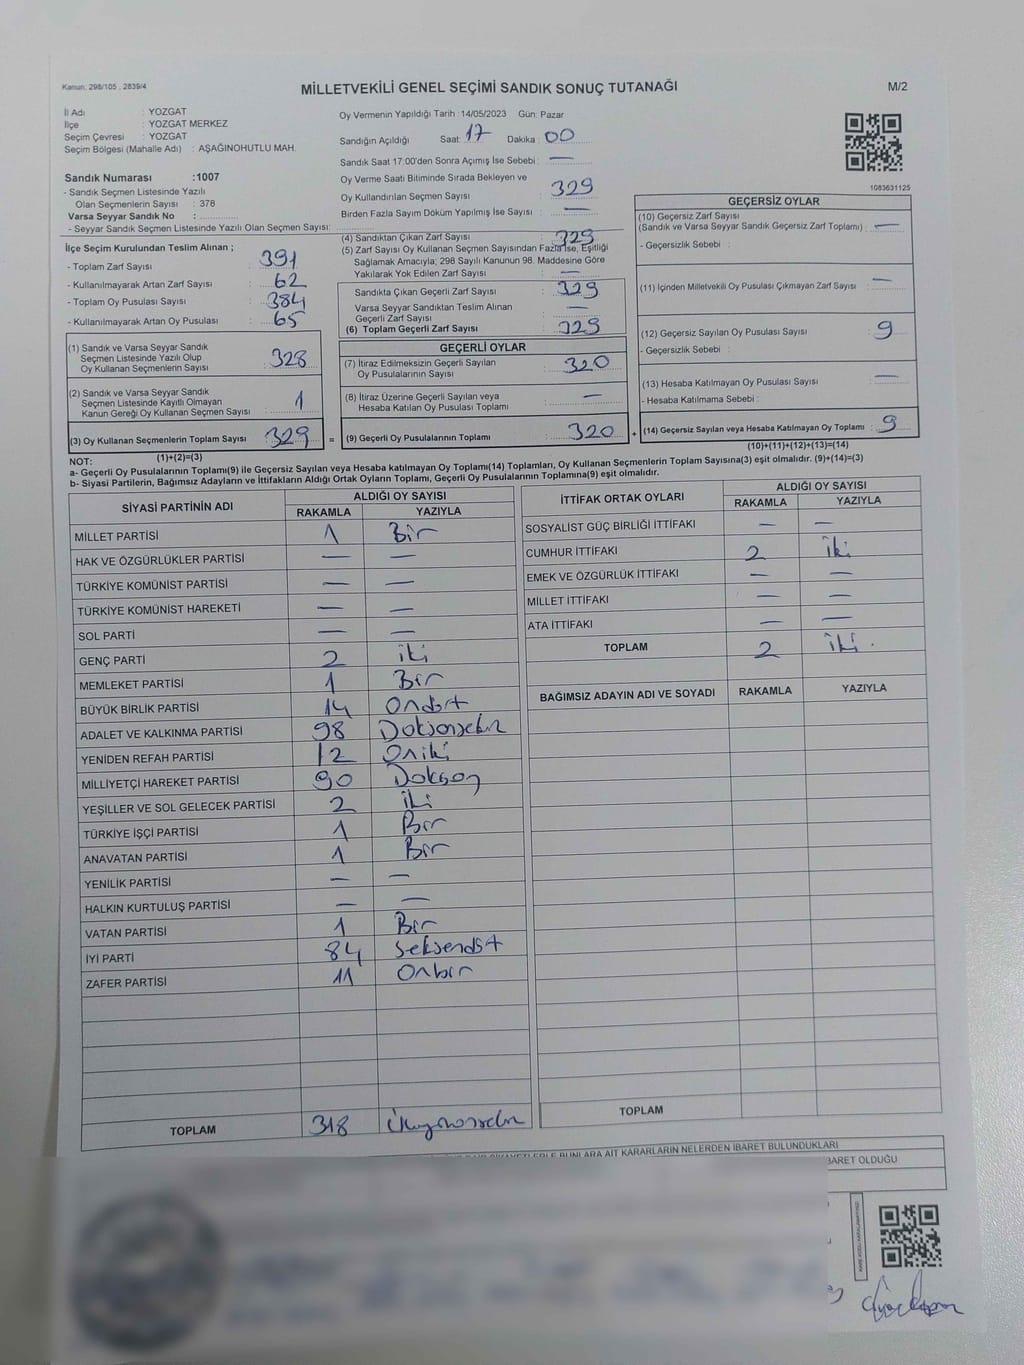 Kanun: 298/105 , 2839/4
MİLLETVEKİLİ GENEL SEÇİMİ SANDIK SONUÇ TUTANAĞI
M/2
İl Adı : YOZGAT
İlçe : YOZGAT MERKEZ
Seçim Çevresi : YOZGAT
Seçim Bölgesi (Mahalle Adı) : AŞAĞINOHUTLU MAH.
Sandık Numarası :1007
- Sandık Seçmen Listesinde Yazılı
Olan Seçmenlerin Sayısı : 378
Varsa Seyyar Sandık No :
- Seyyar Sandık Seçmen Listesinde Yazılı Olan Seçmen Sayısı:
Oy Vermenin Yapıldığı Tarih :14/05/2023 Gün: Pazar
Sandığın Açıldığı Saat: 17 Dakika : 00
Sandık Saat 17:00'den Sonra Açılmış İse Sebebi : —
Oy Verme Saati Bitiminde Sırada Bekleyen ve
Oy Kullandırılan Seçmen Sayısı : 329
Birden Fazla Sayım Döküm Yapılmış İse Sayısı : —
1083631125
İlçe Seçim Kurulundan Teslim Alınan ;
- Toplam Zarf Sayısı : 391
- Kullanılmayarak Artan Zarf Sayısı : 62
- Toplam Oy Pusulası Sayısı : 384
- Kullanılmayarak Artan Oy Pusulası : 65
(1) Sandık ve Varsa Seyyar Sandık
Seçmen Listesinde Yazılı Olup
Oy Kullanan Seçmenlerin Sayısı : 328
(2) Sandık ve Varsa Seyyar Sandık
Seçmen Listesinde Kayıtlı Olmayan
Kanun Gereği Oy Kullanan Seçmen Sayısı : 1
(3) Oy Kullanan Seçmenlerin Toplam Sayısı : 329
(1)+(2)=(3)
(4) Sandıktan Çıkan Zarf Sayısı : 329
(5) Zarf Sayısı Oy Kullanan Seçmen Sayısından Fazla İse, Eşitliği
Sağlamak Amacıyla; 298 Sayılı Kanunun 98. Maddesine Göre
Yakılarak Yok Edilen Zarf Sayısı : —
Sandıkta Çıkan Geçerli Zarf Sayısı : 329
Varsa Seyyar Sandıktan Teslim Alınan
Geçerli Zarf Sayısı : —
(6) Toplam Geçerli Zarf Sayısı : 329
GEÇERLİ OYLAR
(7) İtiraz Edilmeksizin Geçerli Sayılan
Oy Pusulalarının Sayısı : 320
(8) İtiraz Üzerine Geçerli Sayılan veya
Hesaba Katılan Oy Pusulası Toplamı : —
= (9) Geçerli Oy Pusulalarının Toplamı : 320
GEÇERSİZ OYLAR
(10) Geçersiz Zarf Sayısı
(Sandık ve Varsa Seyyar Sandık Geçersiz Zarf Toplamı) : —
- Geçersizlik Sebebi :
(11) İçinden Milletvekili Oy Pusulası Çıkmayan Zarf Sayısı : —
(12) Geçersiz Sayılan Oy Pusulası Sayısı : 9
- Geçersizlik Sebebi :
(13) Hesaba Katılmayan Oy Pusulası Sayısı : —
- Hesaba Katılmama Sebebi :
+ (14) Geçersiz Sayılan veya Hesaba Katılmayan Oy Toplamı : 9
(10)+(11)+(12)+(13)=(14)
NOT:
a- Geçerli Oy Pusulalarının Toplamı(9) ile Geçersiz Sayılan veya Hesaba katılmayan Oy Toplamı(14) Toplamları, Oy Kullanan Seçmenlerin Toplam Sayısına(3) eşit olmalıdır. (9)+(14)=(3)
b- Siyasi Partilerin, Bağımsız Adayların ve İttifakların Aldığı Ortak Oyların Toplamı, Geçerli Oy Pusulalarının Toplamına(9) eşit olmalıdır.
SİYASİ PARTİNİN ADI ALDIĞI OY SAYISI
RAKAMLA YAZIYLA
MİLLET PARTİSİ 1 Bir
HAK VE ÖZGÜRLÜKLER PARTİSİ — —
TÜRKİYE KOMÜNİST PARTİSİ — —
TÜRKİYE KOMÜNİST HAREKETİ — —
SOL PARTİ — —
GENÇ PARTİ 2 iki
MEMLEKET PARTİSİ 1 Bir
BÜYÜK BİRLİK PARTİSİ 14 Ondört
ADALET VE KALKINMA PARTİSİ 98 Doksansekiz
YENİDEN REFAH PARTİSİ 12 Oniki
MİLLİYETÇİ HAREKET PARTİSİ 90 Doksan
YEŞİLLER VE SOL GELECEK PARTİSİ 2 iki
TÜRKİYE İŞÇİ PARTİSİ 1 Bir
ANAVATAN PARTİSİ 1 Bir
YENİLİK PARTİSİ — —
HALKIN KURTULUŞ PARTİSİ — —
VATAN PARTİSİ 1 Bir
İYİ PARTİ 84 Seksendört
ZAFER PARTİSİ 11 Onbir
TOPLAM 318 Üçyüzonsekiz
İTTİFAK ORTAK OYLARI ALDIĞI OY SAYISI
RAKAMLA YAZIYLA
SOSYALİST GÜÇ BİRLİĞİ İTTİFAKI — —
CUMHUR İTTİFAKI 2 iki
EMEK VE ÖZGÜRLÜK İTTİFAKI — —
MİLLET İTTİFAKI — —
ATA İTTİFAKI — —
TOPLAM 2 iki.
BAĞIMSIZ ADAYIN ADI VE SOYADI RAKAMLA YAZIYLA
TOPLAM
BUNLARA AİT KARARLARIN NELERDEN İBARET BULUNDUKLARI
BARET OLDUĞU